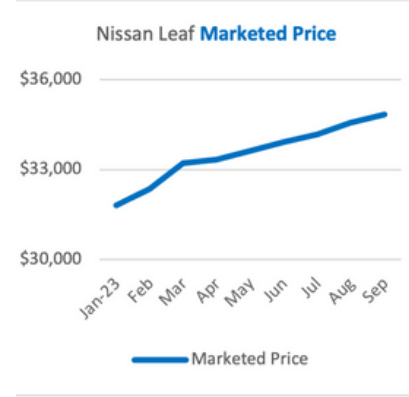 Nissan Leaf Marketed Price
$36,000
$33,000
$30,000
Jan-23 Feb Mar Apr May Jun Jul Aug Sep
Marketed Price